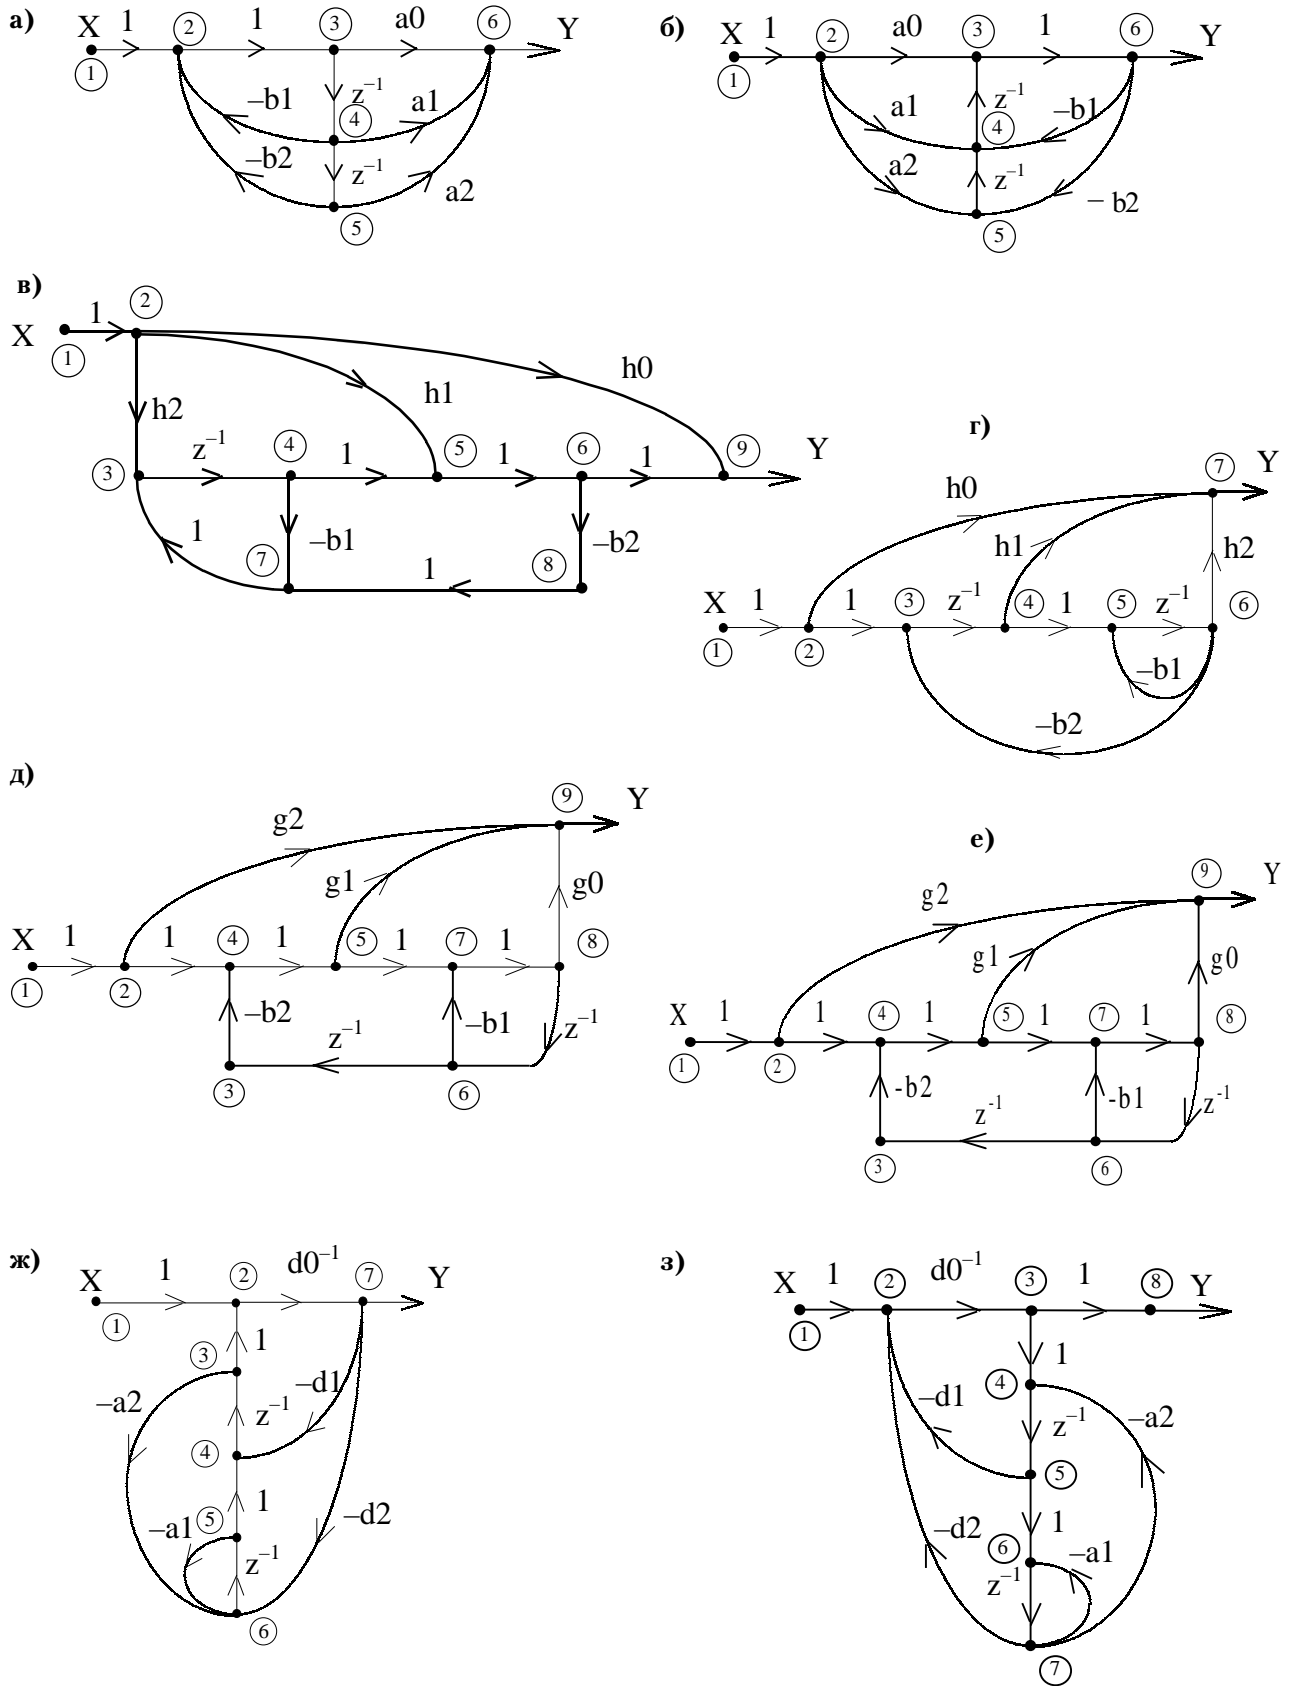 а) X 1 ② 1 ③ a0 ⑥ Y
① –b1 z⁻¹ a1
④
–b2 z⁻¹ a2
⑤
б) X 1 ② a0 ③ 1 ⑥ Y
① a1 z⁻¹ –b1
④
a2 z⁻¹ – b2
⑤
в) ②
X 1
① h0
h1
h2
③ z⁻¹ ④ 1 ⑤ 1 ⑥ 1 ⑨ Y
1 ⑦ –b1 1 ⑧ –b2
г)
⑦ Y
h0
h1 h2
X 1 1 ③ z⁻¹ ④ 1 ⑤ z⁻¹ ⑥
① ②
–b1
–b2
д)
⑨ Y
g2
g1 g0
X 1 1 ④ 1 ⑤ 1 ⑦ 1 ⑧
① ②
–b2 z⁻¹ –b1 z⁻¹
③ ⑥
е)
⑨ Y
g2
g1 g0
X 1 1 ④ 1 ⑤ 1 ⑦ 1 ⑧
① ②
-b2 z⁻¹ -b1 z⁻¹
③ ⑥
ж) X 1 ② d0⁻¹ ⑦ Y
①
③ 1
–a2 –d1
z⁻¹
④
⑤ 1
–a1 –d2
z⁻¹
⑥
з) X 1 ② d0⁻¹ ③ 1 ⑧ Y
①
1
④
–d1 z⁻¹ –a2
⑤
1
–d2 ⑥ –a1
z⁻¹
⑦